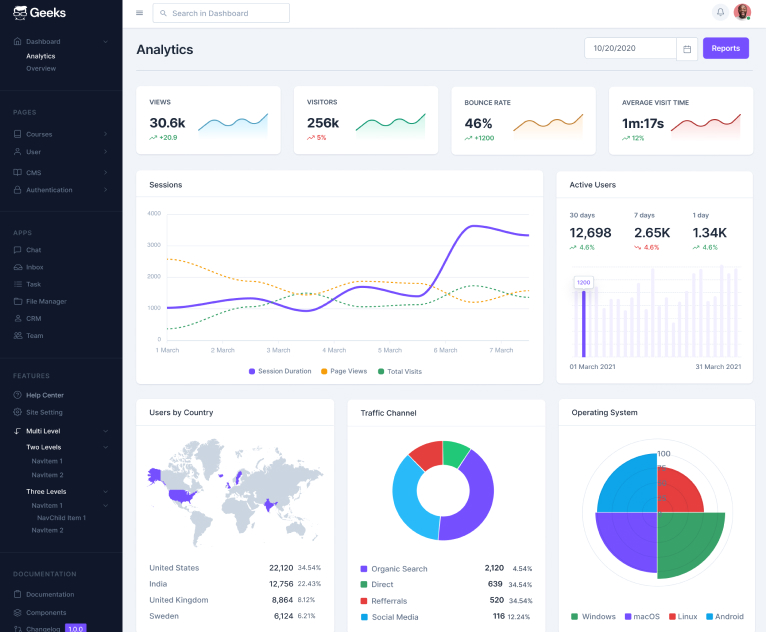 Geeks
Search in Dashboard
Dashboard
Analytics
Overview
PAGES
Courses
User
CMS
Authentication
APPS
Chat
Inbox
Task
File Manager
CRM
Team
FEATURES
Help Center
Site Setting
Multi Level
Two Levels
NavItem 1
NavItem 2
Three Levels
NavItem 1
NavChild Item 1
NavItem 2
DOCUMENTATION
Documentation
Components
Changelog 1.0.0
Analytics
10/20/2020
Reports
VIEWS
30.6k
+20.9
VISITORS
256k
5%
BOUNCE RATE
46%
+1200
AVERAGE VISIT TIME
1m:17s
12%
Sessions
4000
3000
2000
1000
0
1 March 2 March 3 March 4 March 5 March 6 March 7 March
Session Duration Page Views Total Visits
Active Users
30 days 7 days 1 day
12,698 2.65K 1.34K
4.6% 4.6% 4.6%
1200
01 March 2021 31 March 2021
Users by Country
United States 22,120 34.54%
India 12,756 22.43%
United Kingdom 8,864 8.12%
Sweden 6,124 6.21%
Traffic Channel
Organic Search 2,120 4.54%
Direct 639 34.54%
Refferrals 520 34.54%
Social Media 116 12.24%
Operating System
100
Windows macOS Linux Android